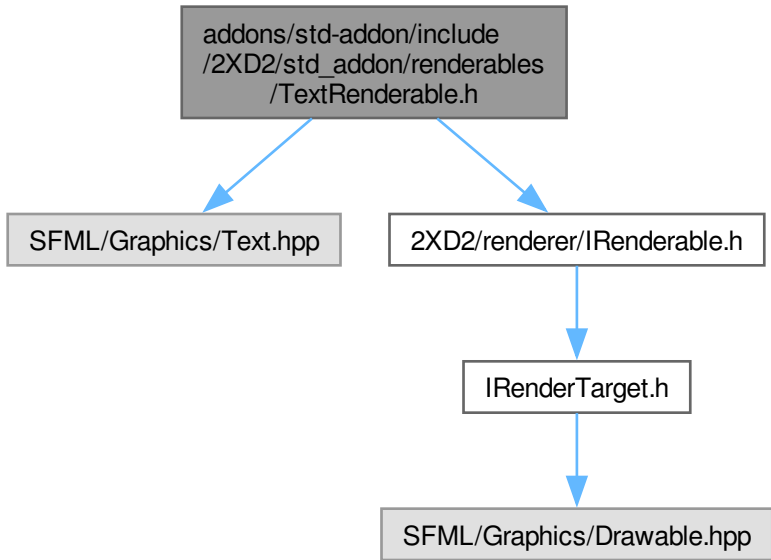 addons/std-addon/include
/2XD2/std_addon/renderables
/TextRenderable.h
SFML/Graphics/Text.hpp
2XD2/renderer/IRenderable.h
IRenderTarget.h
SFML/Graphics/Drawable.hpp